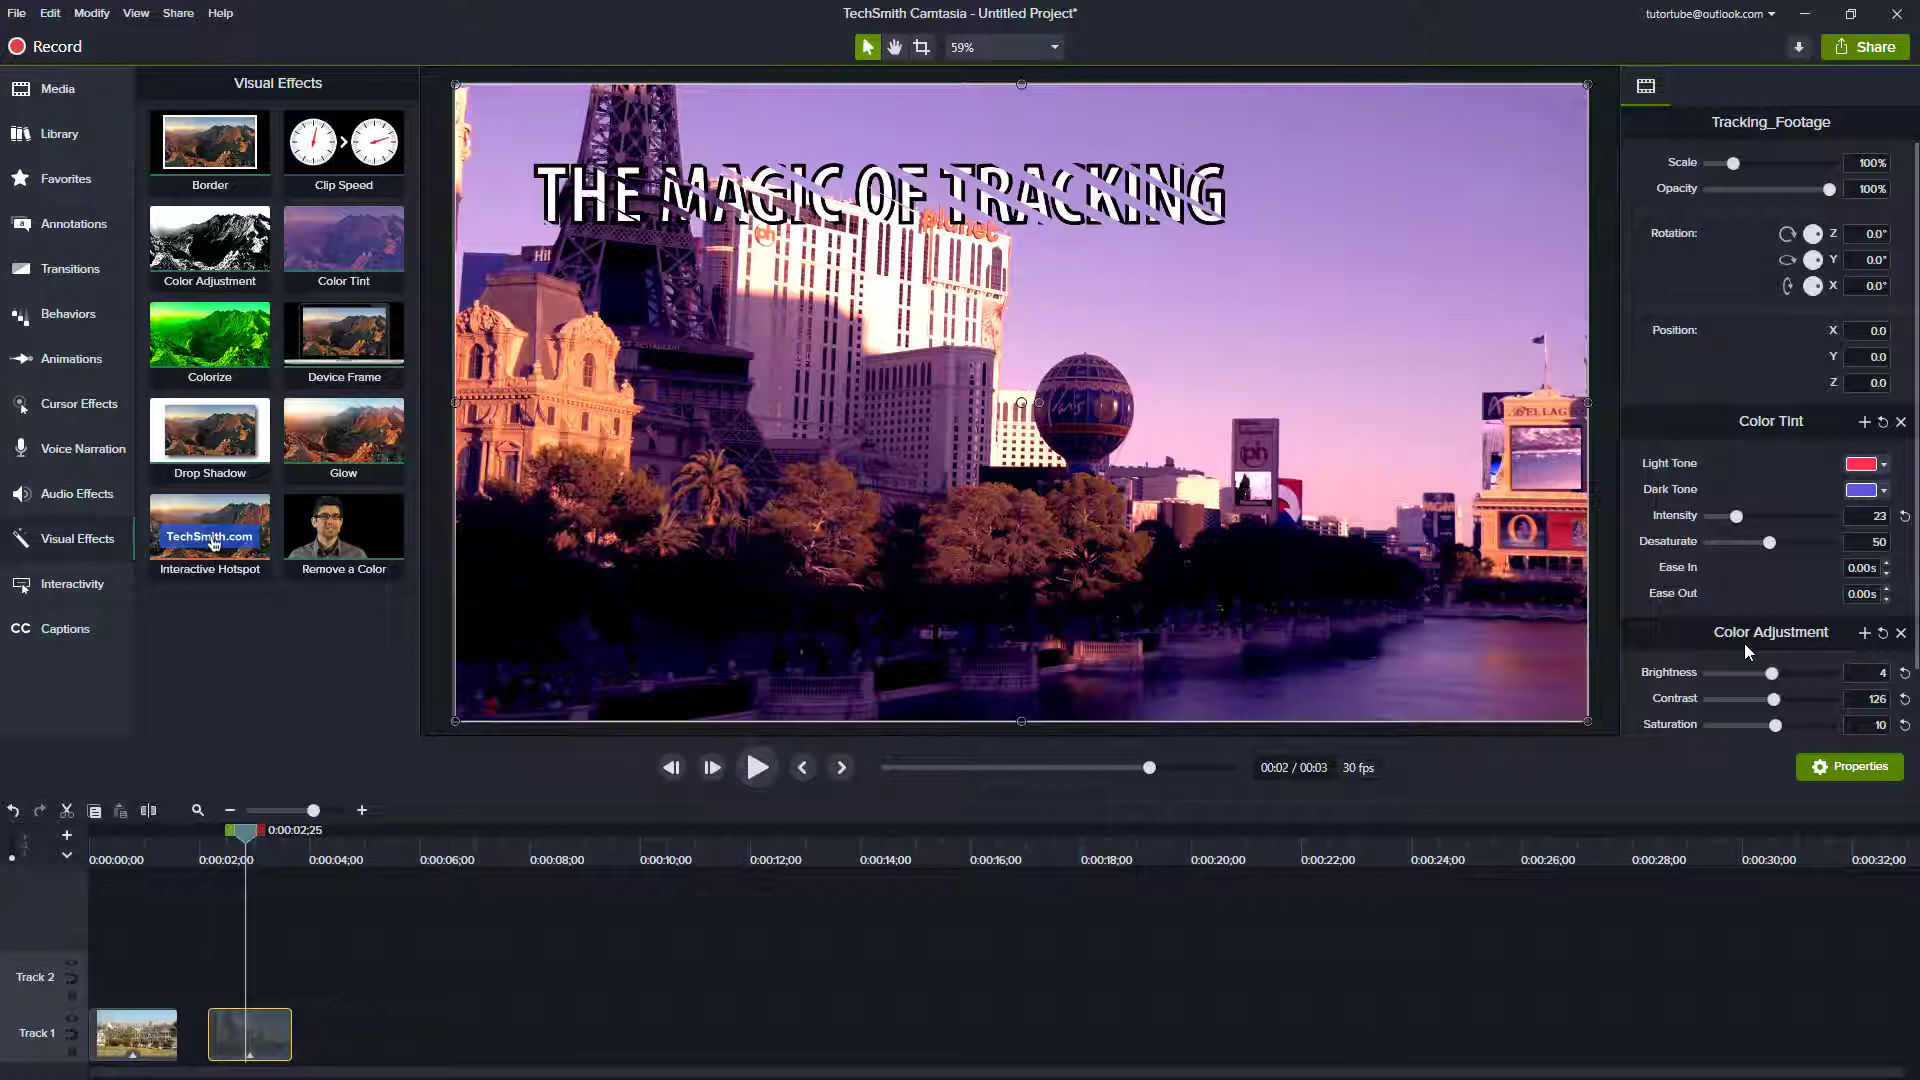 File Edit Modify View Share Help
TechSmith Camtasia - Untitled Project*
tutortube@outlook.com
Record
59%
Share
Media
Library
Favorites
Annotations
Transitions
Behaviors
Animations
Cursor Effects
Voice Narration
Audio Effects
Visual Effects
Interactivity
CC Captions
Visual Effects
Border
Clip Speed
Color Adjustment
Color Tint
Colorize
Device Frame
Drop Shadow
Glow
TechSmith.com
Interactive Hotspot
Remove a Color
THE MAGIC OF TRACKING
planet
ph
Hil
paris
ph
BELLAG
Tracking_Footage
Scale 100%
Opacity 100%
Rotation: Z 0.0°
Y 0.0°
X 0.0°
Position: X 0.0
Y 0.0
Z 0.0
Color Tint
Light Tone
Dark Tone
Intensity 23
Desaturate 50
Ease In 0.00s
Ease Out 0.00s
Color Adjustment
Brightness 4
Contrast 126
Saturation 10
Properties
00:02 / 00:03 30 fps
0:00:02;25
0:00:00;00 0:00:02;00 0:00:04;00 0:00:06;00 0:00:08;00 0:00:10;00 0:00:12;00 0:00:14;00 0:00:16;00 0:00:18;00 0:00:20;00 0:00:22;00 0:00:24;00 0:00:26;00 0:00:28;00 0:00:30;00 0:00:32;00
Track 2
Track 1